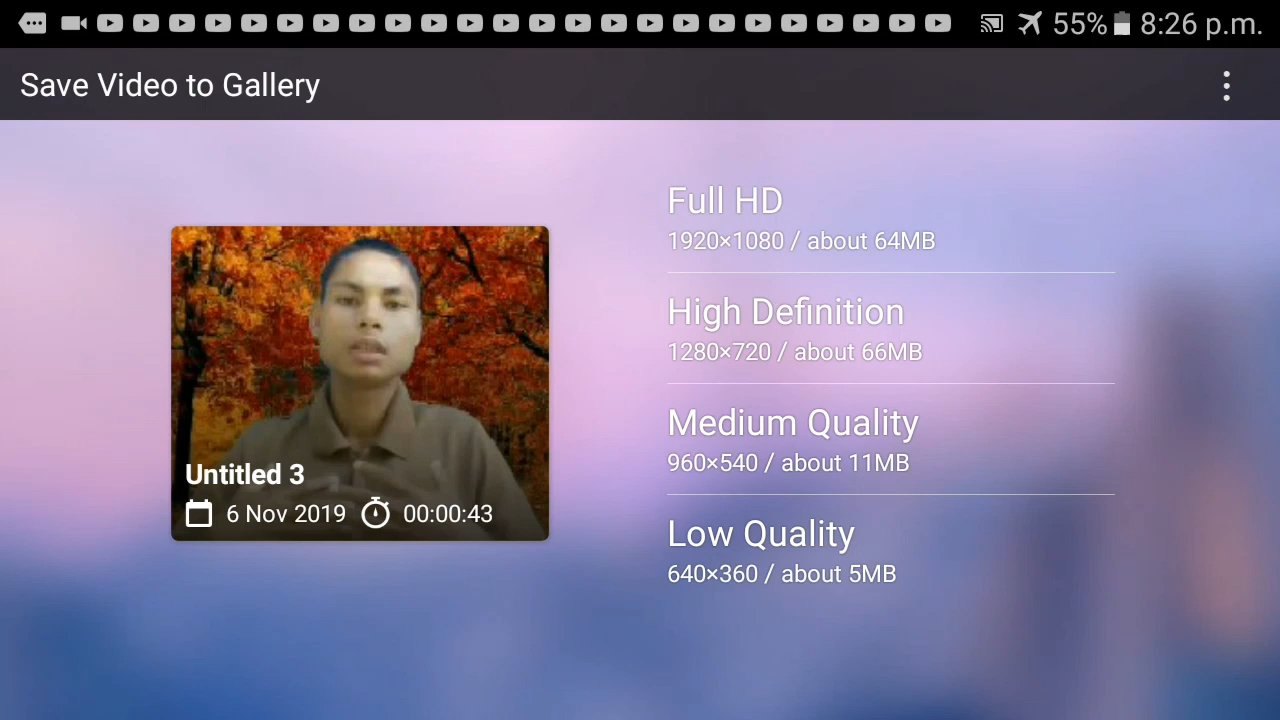 55% 8:26 p.m.
Save Video to Gallery
Untitled 3
6 Nov 2019 00:00:43
Full HD
1920×1080 / about 64MB
High Definition
1280×720 / about 66MB
Medium Quality
960×540 / about 11MB
Low Quality
640×360 / about 5MB